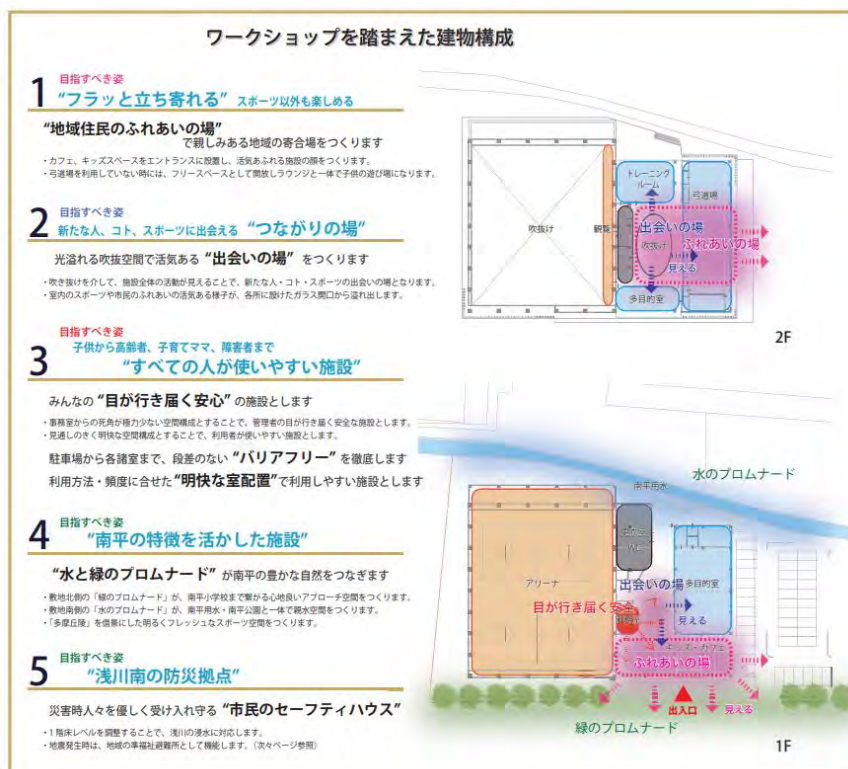 ワークショップを踏まえた建物構成
1
目指すべき姿
“フラッと立ち寄れる” スポーツ以外も楽しめる
“地域住民のふれあいの場”
で親しみある地域の寄合場をつくります
・カフェ、キッズスペースをエントランスに設置し、活気あふれる施設の顔をつくります。
・弓道場を利用していない時には、フリースペースとして開放しラウンジと一体で子供の遊び場になります。
2
目指すべき姿
新たな人、コト、スポーツに出会える “つながりの場”
光溢れる吹抜空間で活気ある “出会いの場” をつくります
・吹き抜けを介して、施設全体の活動が見えることで、新たな人・コト・スポーツの出会いの場となります。
・室内のスポーツや市民のふれあいの活気ある様子が、各所に設けたガラス開口から溢れ出します。
3
目指すべき姿
子供から高齢者、子育てママ、障害者まで
“すべての人が使いやすい施設”
みんなの “目が行き届く安心” の施設とします
・事務室からの死角が極力少ない空間構成とすることで、管理者の目が行き届く安全な施設とします。
・見通しのきく明快な空間構成とすることで、利用者が使いやすい施設とします。
駐車場から各諸室まで、段差のない “バリアフリー” を徹底します
利用方法・頻度に合せた “明快な室配置” で利用しやすい施設とします
4
目指すべき姿
“南平の特徴を活かした施設”
“水と緑のプロムナード” が南平の豊かな自然をつなぎます
・敷地北側の「緑のプロムナード」が、南平小学校まで繋がる心地良いアプローチ空間をつくります。
・敷地南側の「水のプロムナード」が、南平用水・南平公園と一体で親水空間をつくります。
・「多摩丘陵」を借景にした明るくフレッシュなスポーツ空間をつくります。
5
目指すべき姿
“浅川南の防災拠点”
災害時人々を優しく受け入れ守る “市民のセーフティハウス”
・1階床レベルを調整することで、浅川の浸水に対応します。
・地震発生時は、地域の準福祉避難所として機能します。（次々ページ参照）
トレーニング
ルーム
弓道場
吹抜け
観覧
出会いの場
吹抜け
ふれあいの場
見える
多目的室
2F
水のプロムナード
南平用水
アリーナ
出会いの場
多目的室
目が行き届く安全
見える
キッズ・カフェ
ふれあいの場
出入口
見える
緑のプロムナード
1F